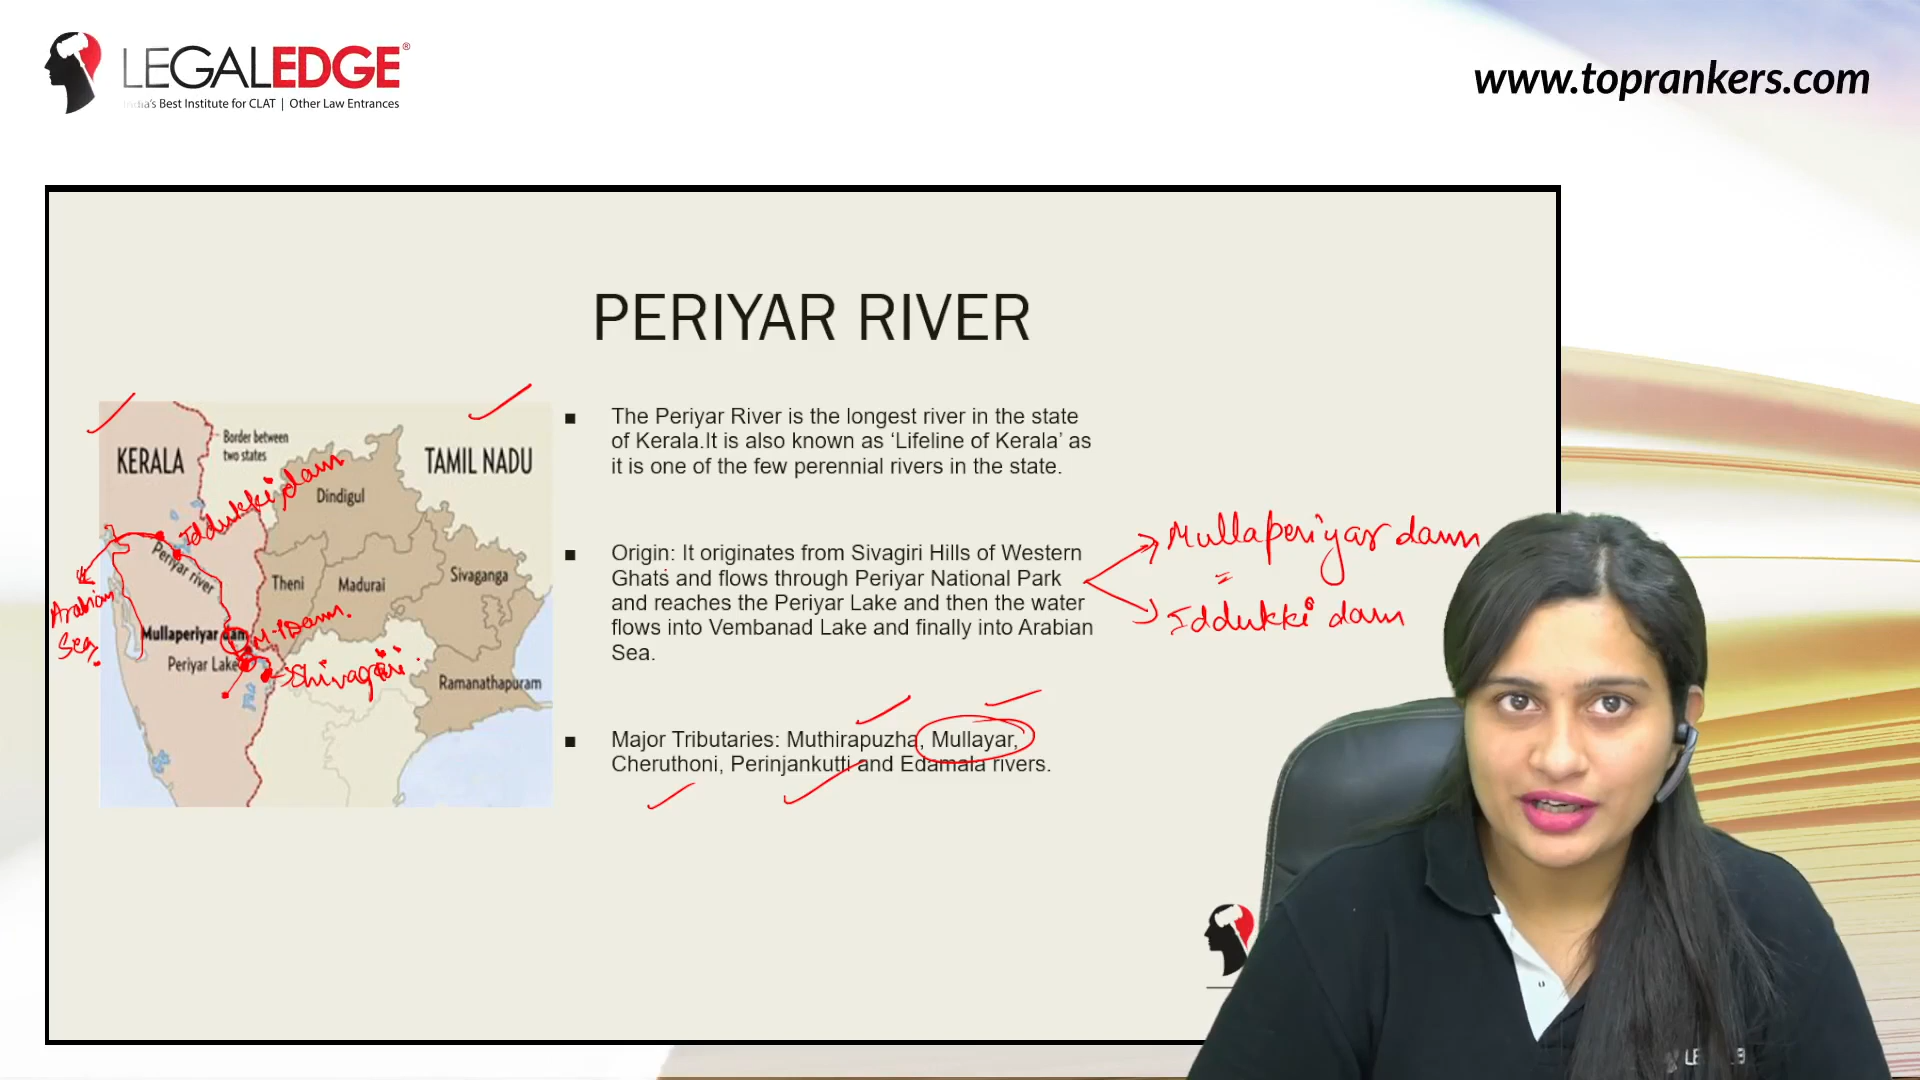 LEGALEDGE®
India's Best Institute for CLAT | Other Law Entrances
www.toprankers.com
PERIYAR RIVER
KERALA
Border between
two states
TAMIL NADU
Dindigul
Iddukki dam
Periyar river
Theni
Madurai
Sivaganga
Arabian
Sea.
Mullaperiyar dam
M.P Dam.
Periyar Lake
Shivagiri
Ramanathapuram
■ The Periyar River is the longest river in the state
of Kerala.It is also known as ‘Lifeline of Kerala’ as
it is one of the few perennial rivers in the state.
■ Origin: It originates from Sivagiri Hills of Western
Ghats and flows through Periyar National Park
and reaches the Periyar Lake and then the water
flows into Vembanad Lake and finally into Arabian
Sea.
Mullaperiyar dam
Iddukki dam
■ Major Tributaries: Muthirapuzha, Mullayar,
Cheruthoni, Perinjankutti and Edamala rivers.